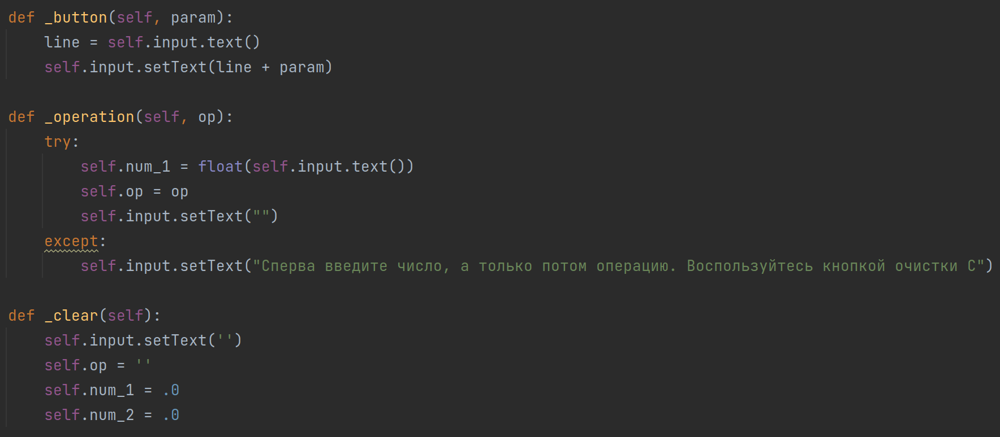 def _button(self, param):
    line = self.input.text()
    self.input.setText(line + param)

def _operation(self, op):
    try:
        self.num_1 = float(self.input.text())
        self.op = op
        self.input.setText("")
    except:
        self.input.setText("Сперва введите число, а только потом операцию. Воспользуйтесь кнопкой очистки С")

def _clear(self):
    self.input.setText('')
    self.op = ''
    self.num_1 = .0
    self.num_2 = .0